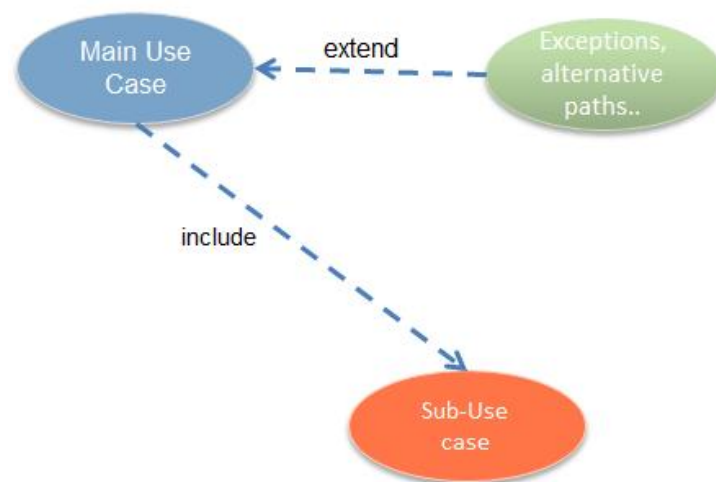 Main Use
Case
extend
Exceptions,
alternative
paths..
include
Sub-Use
case